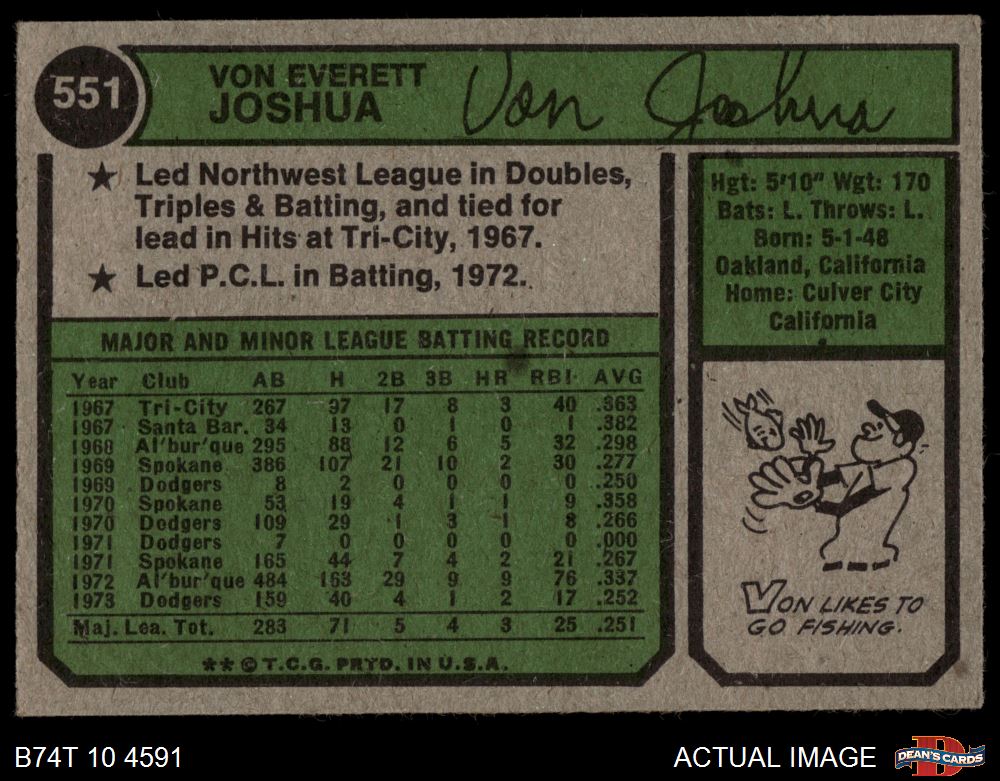 551
VON EVERETT
JOSHUA
Von Joshua
★ Led Northwest League in Doubles,
Triples & Batting, and tied for
lead in Hits at Tri-City, 1967.
★ Led P.C.L. in Batting, 1972.
Hgt: 5'10" Wgt: 170
Bats: L. Throws: L.
Born: 5-1-48
Oakland, California
Home: Culver City
California
MAJOR AND MINOR LEAGUE BATTING RECORD
Year Club AB H 2B 3B HR RBI AVG
1967 Tri-City 267 97 17 8 3 40 .363
1967 Santa Bar. 34 13 0 1 0 1 .382
1968 Al'bur'que 295 88 12 6 5 32 .298
1969 Spokane 386 107 21 10 2 30 .277
1969 Dodgers 8 2 0 0 0 0 .250
1970 Spokane 53 19 4 1 1 9 .358
1970 Dodgers 109 29 1 3 1 8 .266
1971 Dodgers 7 0 0 0 0 0 .000
1971 Spokane 165 44 7 4 2 21 .267
1972 Al'bur'que 484 163 29 9 9 76 .337
1973 Dodgers 159 40 4 1 2 17 .252
Maj. Lea. Tot. 283 71 5 4 3 25 .251
** © T.C.G. PRTD. IN U.S.A.
VON LIKES TO
GO FISHING.
B74T 10 4591
ACTUAL IMAGE
DEAN'S CARDS